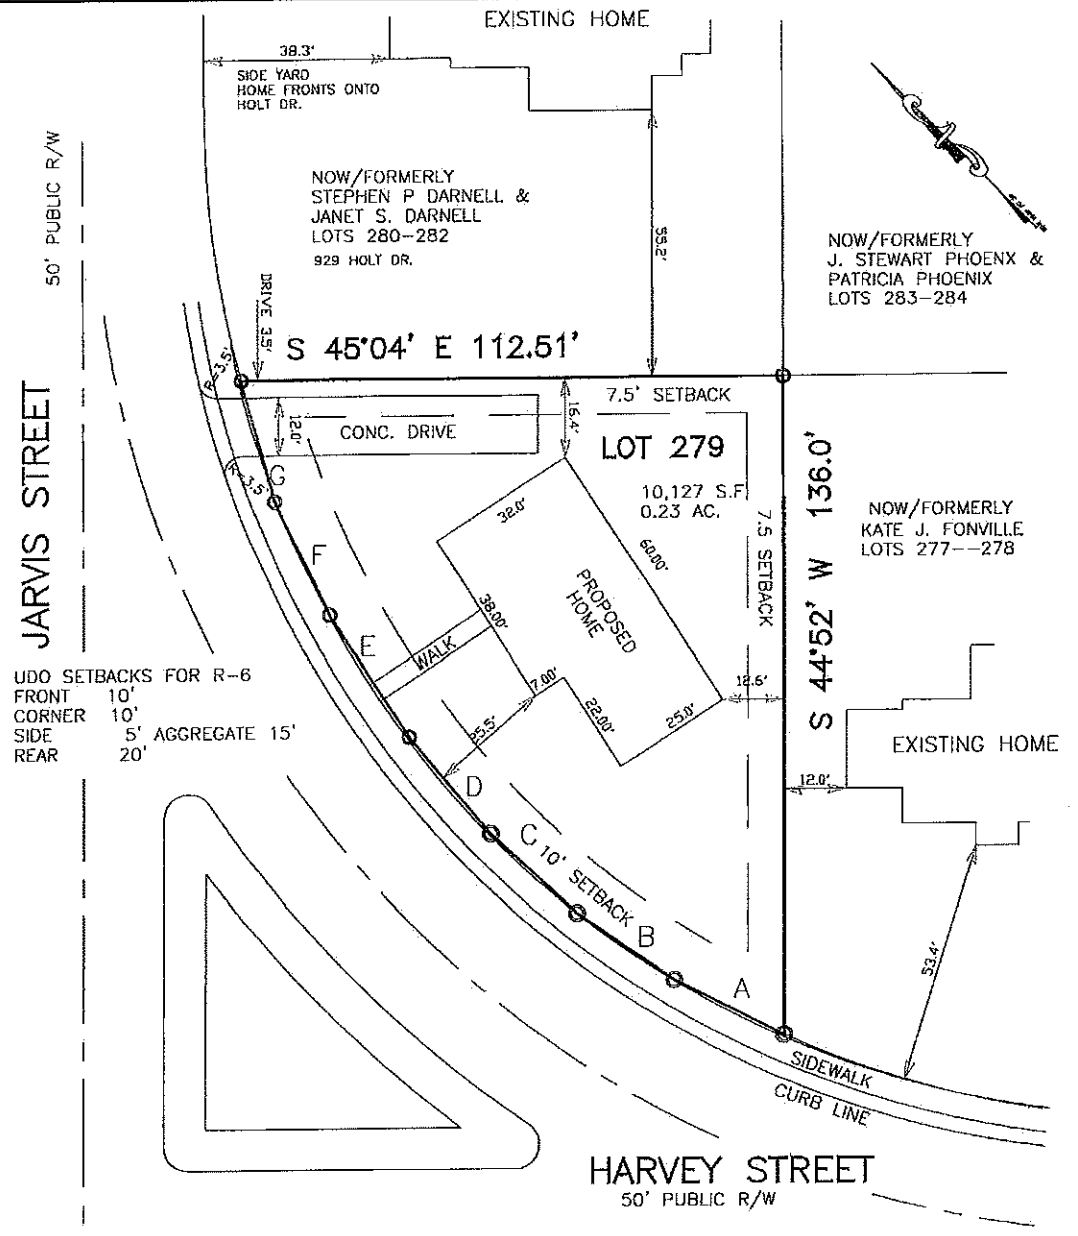 EXISTING HOME
38.3'
SIDE YARD
HOME FRONTS ONTO
HOLT DR.
50' PUBLIC R/W
NOW/FORMERLY
STEPHEN P DARNELL &
JANET S. DARNELL
LOTS 280-282
929 HOLT DR.
55.2'
NOW/FORMERLY
J. STEWART PHOENX &
PATRICIA PHOENIX
LOTS 283-284
DRIVE 3.5'
S 45°04' E 112.51'
R=3.5'
7.5' SETBACK
12.0'
CONC. DRIVE
16.4'
LOT 279
10,127 S.F.
0.23 AC.
R=3.5'
G
JARVIS STREET
32.0'
60.00'
7.5 SETBACK
S 44°52' W 136.0'
NOW/FORMERLY
KATE J. FONVILLE
LOTS 277--278
F
PROPOSED
HOME
38.00'
E
WALK
7.00'
12.6'
UDO SETBACKS FOR R-6
FRONT 10'
CORNER 10'
SIDE 5' AGGREGATE 15'
REAR 20'
25.5'
22.00'
25.0'
EXISTING HOME
12.0'
D
C
10' SETBACK
B
A
53.4'
SIDEWALK
CURB LINE
HARVEY STREET
50' PUBLIC R/W